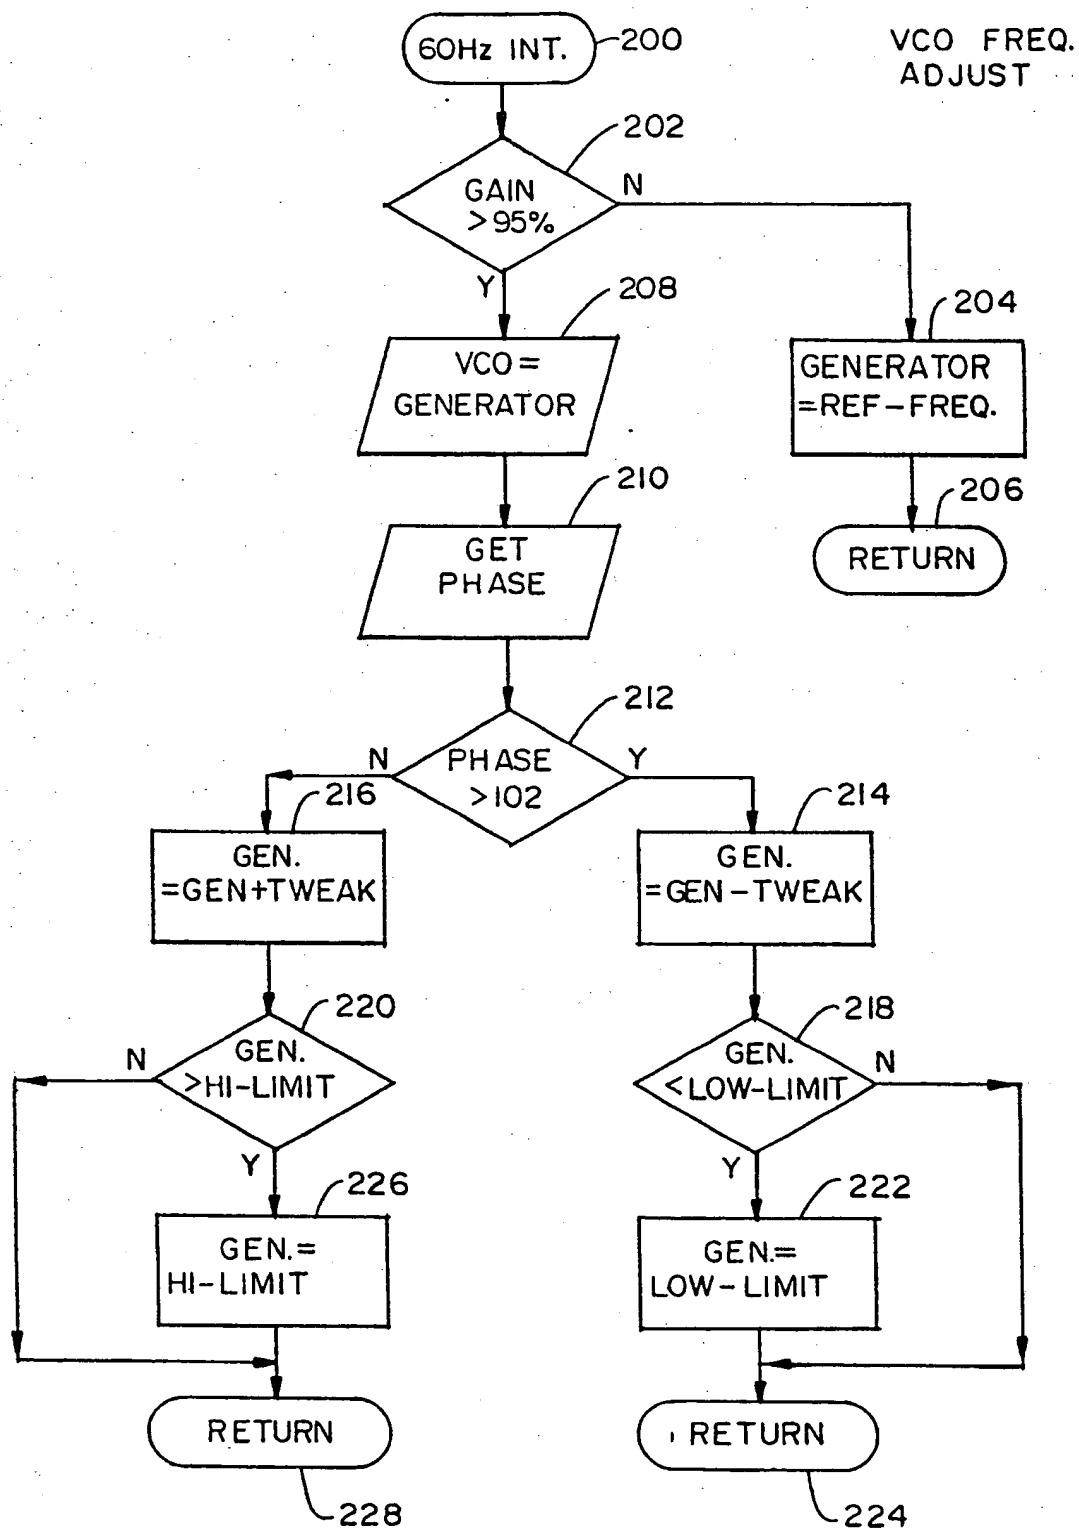 60Hz INT.
200
VCO FREQ.
ADJUST
202
GAIN
>95%
N
Y
208
VCO=
GENERATOR
204
GENERATOR
=REF-FREQ.
210
GET
PHASE
206
RETURN
212
PHASE
>102
N
Y
216
GEN.
=GEN+TWEAK
214
GEN.
=GEN-TWEAK
220
GEN.
>HI-LIMIT
N
Y
218
GEN.
<LOW-LIMIT
N
Y
226
GEN.=
HI-LIMIT
222
GEN.=
LOW-LIMIT
RETURN
228
RETURN
224